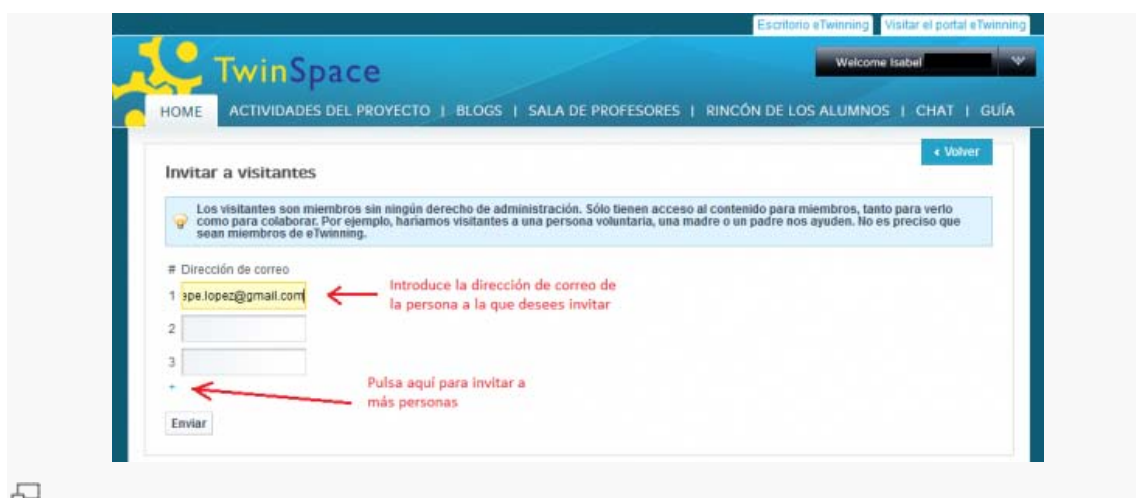 Escritorio eTwinning Visitar el portal eTwinning
TwinSpace
Welcome Isabel
HOME ACTIVIDADES DEL PROYECTO | BLOGS | SALA DE PROFESORES | RINCÓN DE LOS ALUMNOS | CHAT | GUÍA
‹ Volver
Invitar a visitantes
Los visitantes son miembros sin ningún derecho de administración. Sólo tienen acceso al contenido para miembros, tanto para verlo
como para colaborar. Por ejemplo, haríamos visitantes a una persona voluntaria, una madre o un padre nos ayuden. No es preciso que
sean miembros de eTwinning.
# Dirección de correo
1 epe.lopez@gmail.com
Introduce la dirección de correo de
la persona a la que desees invitar
2
3
+
Pulsa aquí para invitar a
más personas
Enviar